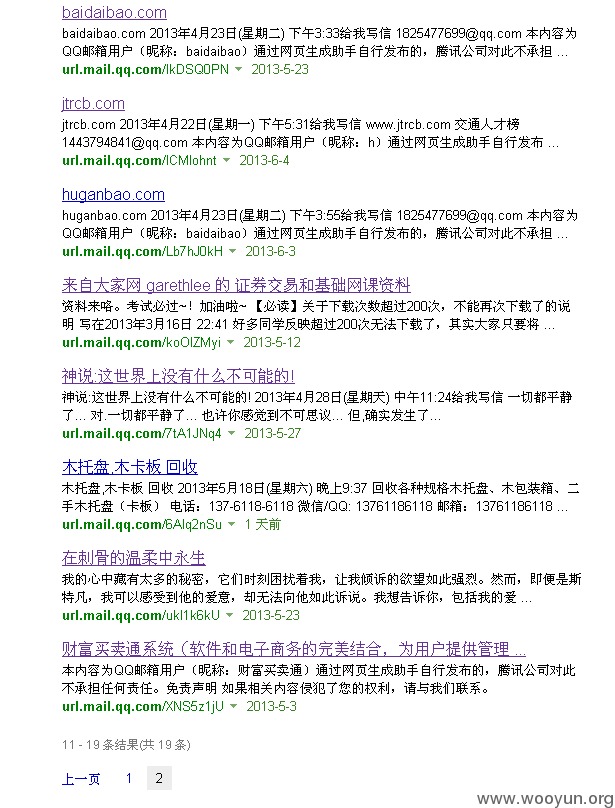 baidaibao.com
baidaibao.com 2013年4月23日(星期二) 下午3:33给我写信 1825477699@qq.com 本内容为
QQ邮箱用户（昵称：baidaibao）通过网页生成助手自行发布的，腾讯公司对此不承担 ...
url.mail.qq.com/lkDSQ0PN 2013-5-23
jtrcb.com
jtrcb.com 2013年4月22日(星期一) 下午5:31给我写信 www.jtrcb.com 交通人才榜
1443794841@qq.com 本内容为QQ邮箱用户（昵称：h）通过网页生成助手自行发布 ...
url.mail.qq.com/ICMlohnt 2013-6-4
huganbao.com
huganbao.com 2013年4月23日(星期二) 下午3:55给我写信 1825477699@qq.com 本内容为
QQ邮箱用户（昵称：baidaibao）通过网页生成助手自行发布的，腾讯公司对此不承担 ...
url.mail.qq.com/Lb7hJ0kH 2013-6-3
来自大家网 garethlee 的 证券交易和基础网课资料
资料来咯。考试必过~！加油啦~ 【必读】关于下载次数超过200次，不能再次下载了的说
明 写在2013年3月16日 22:41 好多同学反映超过200次无法下载了，其实大家只要将 ...
url.mail.qq.com/koOlZMyi 2013-5-12
神说:这世界上没有什么不可能的!
神说:这世界上没有什么不可能的! 2013年4月28日(星期天) 中午11:24给我写信 一切都平静
了... 对.一切都平静了... 也许你感觉到不可思议... 但,确实发生了...
url.mail.qq.com/7tA1JNq4 2013-5-27
木托盘,木卡板 回收
木托盘,木卡板 回收 2013年5月18日(星期六) 晚上9:37 回收各种规格木托盘、木包装箱、二
手木托盘（卡板） 电话：137-6118-6118 微信/QQ: 13761186118 邮箱：13761186118 ...
url.mail.qq.com/6Alq2nSu 1 天前
在刺骨的温柔中永生
我的心中藏有太多的秘密，它们时刻困扰着我，让我倾诉的欲望如此强烈。然而，即便是斯
特凡，我可以感受到他的爱意，却无法向他如此诉说。我想告诉你，包括我的爱 ...
url.mail.qq.com/ukl1k6kU 2013-5-23
财富买卖通系统（软件和电子商务的完美结合，为用户提供管理 ...
本内容为QQ邮箱用户（昵称：财富买卖通）通过网页生成助手自行发布的，腾讯公司对此
不承担任何责任。免责声明 如果相关内容侵犯了您的权利，请与我们联系。
url.mail.qq.com/XNS5z1jU 2013-5-3
11 - 19 条结果(共 19 条)
上一页 1 2
www.wooyun.org